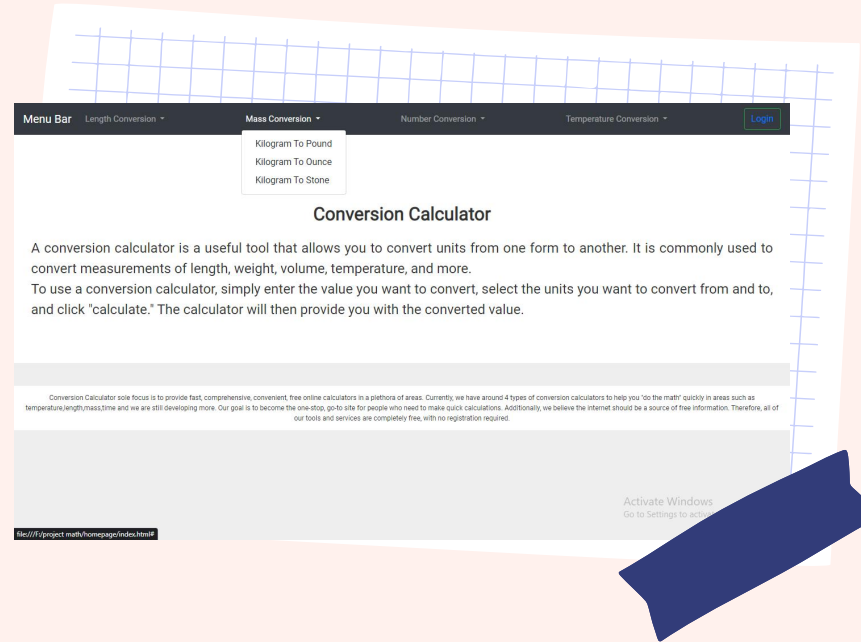 Menu Bar Length Conversion Mass Conversion Number Conversion Temperature Conversion Login
Kilogram To Pound
Kilogram To Ounce
Kilogram To Stone
Conversion Calculator
A conversion calculator is a useful tool that allows you to convert units from one form to another. It is commonly used to
convert measurements of length, weight, volume, temperature, and more.
To use a conversion calculator, simply enter the value you want to convert, select the units you want to convert from and to,
and click "calculate." The calculator will then provide you with the converted value.
Conversion Calculator sole focus is to provide fast, comprehensive, convenient, free online calculators in a plethora of areas. Currently, we have around 4 types of conversion calculators to help you "do the math" quickly in areas such as
temperature,length,mass,time and we are still developing more. Our goal is to become the one-stop, go-to site for people who need to make quick calculations. Additionally, we believe the internet should be a source of free information. Therefore, all of
our tools and services are completely free, with no registration required.
Activate Windows
Go to Settings to
file:///F:/project math/homepage/index.html#